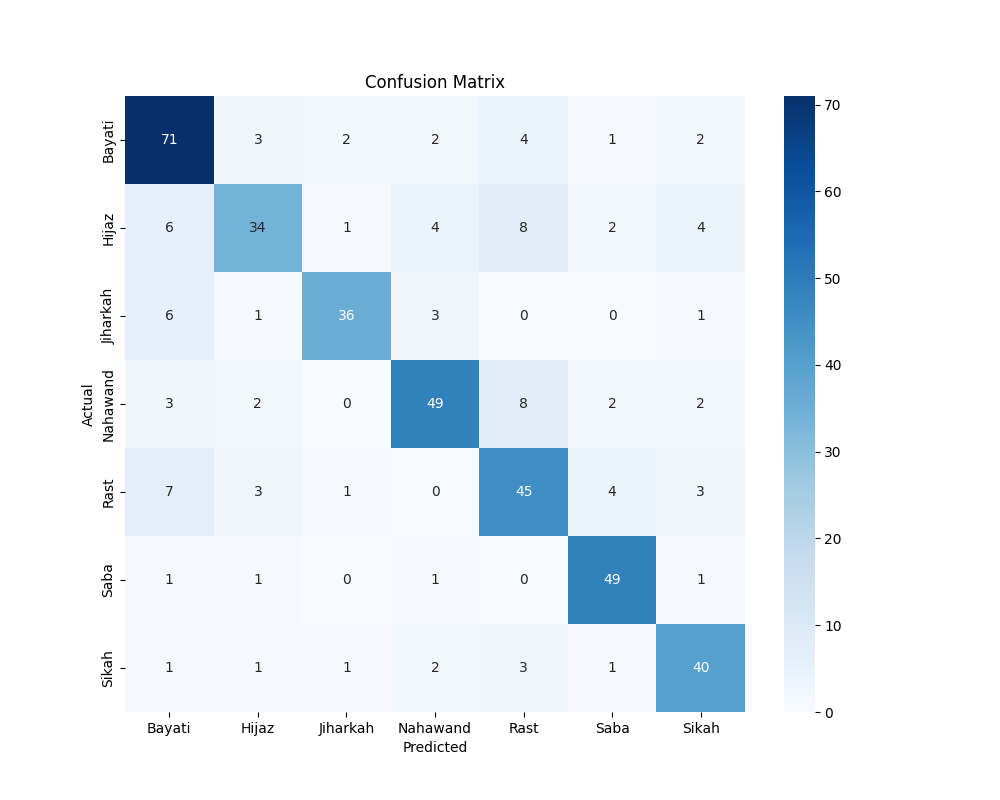 Confusion Matrix
Bayati 71 3 2 2 4 1 2
Hijaz 6 34 1 4 8 2 4
Jiharkah 6 1 36 3 0 0 1
Nahawand 3 2 0 49 8 2 2
Rast 7 3 1 0 45 4 3
Saba 1 1 0 1 0 49 1
Sikah 1 1 1 2 3 1 40
Actual
Bayati Hijaz Jiharkah Nahawand Rast Saba Sikah
Predicted
70
60
50
40
30
20
10
0